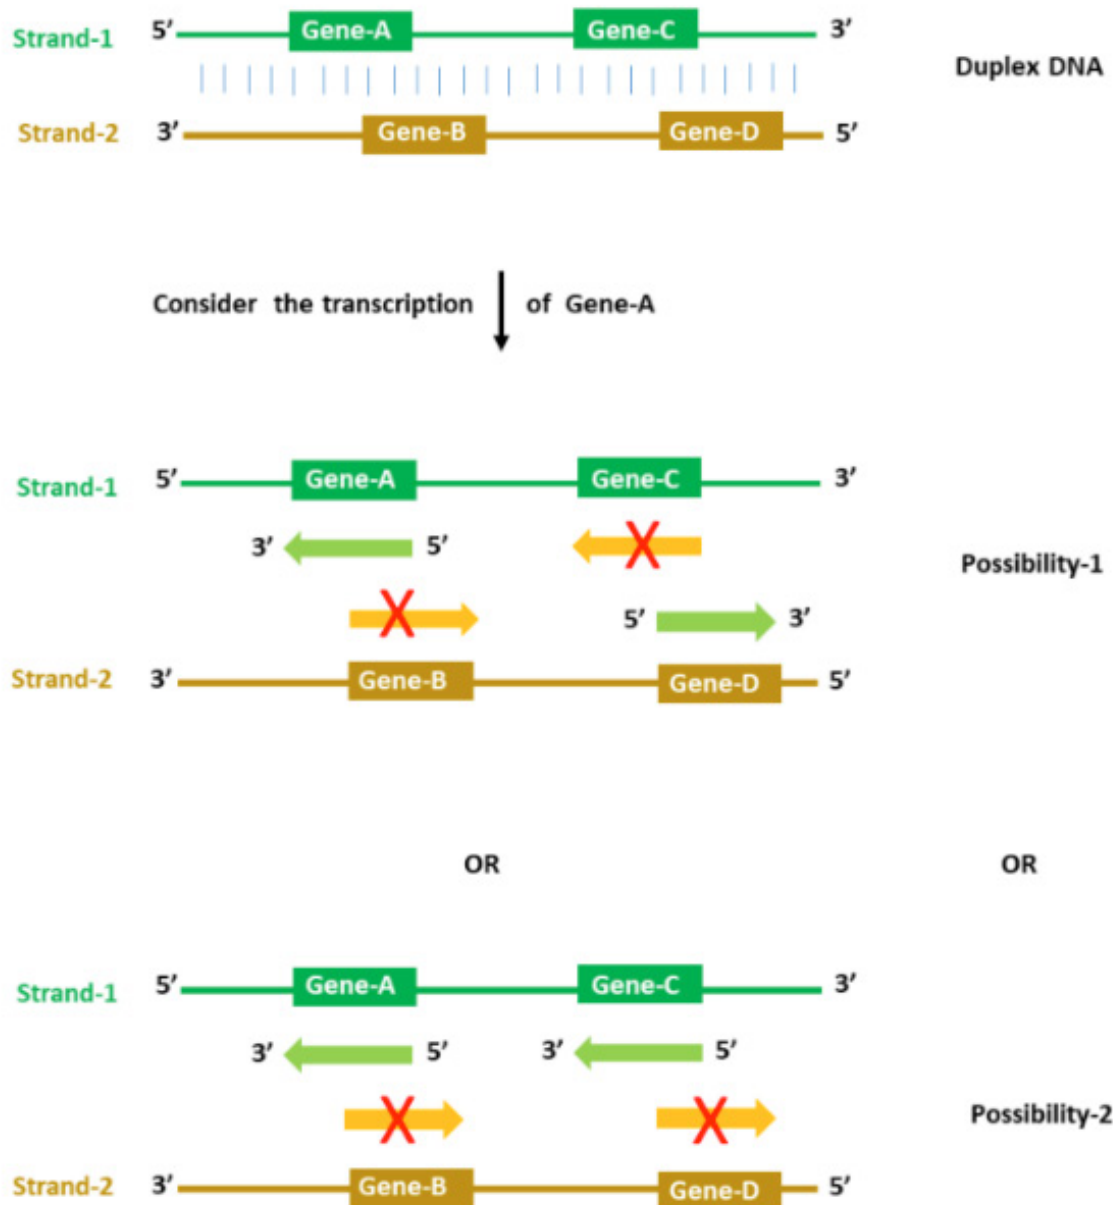 Strand-1 5’ Gene-A Gene-C 3’
Duplex DNA
Strand-2 3’ Gene-B Gene-D 5’
Consider the transcription of Gene-A
Strand-1 5’ Gene-A Gene-C 3’
3’ 5’ X
Possibility-1
X 5’ 3’
Strand-2 3’ Gene-B Gene-D 5’
OR OR
Strand-1 5’ Gene-A Gene-C 3’
3’ 5’ 3’ 5’
X X Possibility-2
Strand-2 3’ Gene-B Gene-D 5’